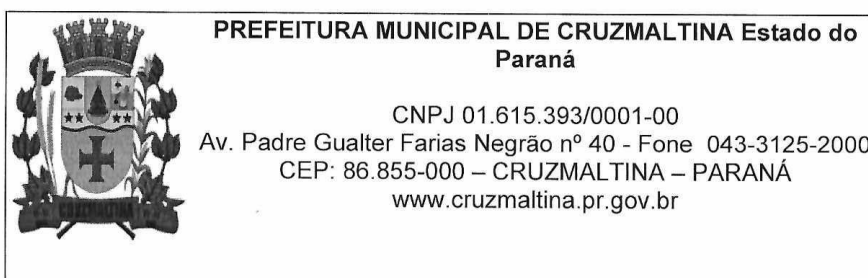 PREFEITURA MUNICIPAL DE CRUZMALTINA Estado do
Paraná
CNPJ 01.615.393/0001-00
Av. Padre Gualter Farias Negrão nº 40 - Fone 043-3125-2000
CEP: 86.855-000 – CRUZMALTINA – PARANÁ
www.cruzmaltina.pr.gov.br
CRUZMALTINA